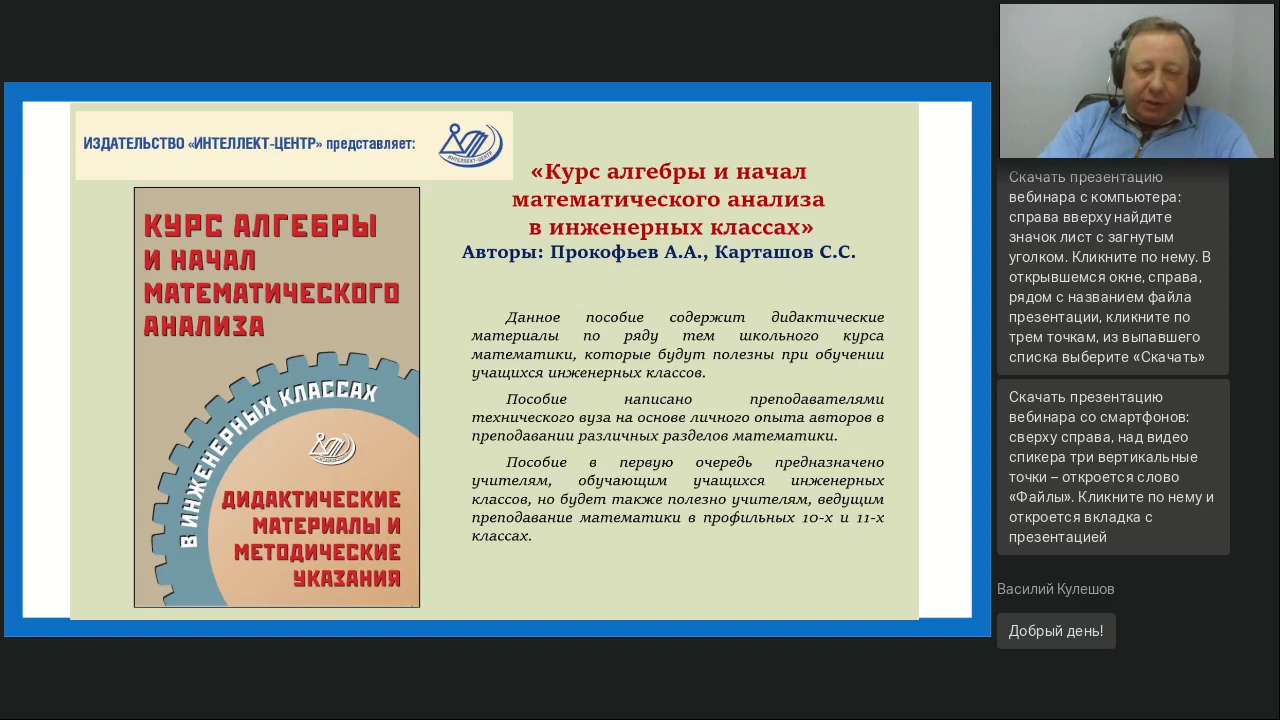 ИЗДАТЕЛЬСТВО «ИНТЕЛЛЕКТ-ЦЕНТР» представляет:
ИНТЕЛЛЕКТ-ЦЕНТР
КУРС АЛГЕБРЫ
И НАЧАЛ
МАТЕМАТИЧЕСКОГО
АНАЛИЗА
В ИНЖЕНЕРНЫХ КЛАССАХ
ДИДАКТИЧЕСКИЕ
МАТЕРИАЛЫ И
МЕТОДИЧЕСКИЕ
УКАЗАНИЯ
«Курс алгебры и начал
математического анализа
в инженерных классах»
Авторы: Прокофьев А.А., Карташов С.С.
Данное пособие содержит дидактические
материалы по ряду тем школьного курса
математики, которые будут полезны при обучении
учащихся инженерных классов.
Пособие написано преподавателями
технического вуза на основе личного опыта авторов в
преподавании различных разделов математики.
Пособие в первую очередь предназначено
учителям, обучающим учащихся инженерных
классов, но будет также полезно учителям, ведущим
преподавание математики в профильных 10-х и 11-х
классах.
Скачать презентацию
вебинара с компьютера:
справа вверху найдите
значок лист с загнутым
уголком. Кликните по нему. В
открывшемся окне, справа,
рядом с названием файла
презентации, кликните по
трем точкам, из выпавшего
списка выберите «Скачать»
Скачать презентацию
вебинара со смартфонов:
сверху справа, над видео
спикера три вертикальные
точки – откроется слово
«Файлы». Кликните по нему и
откроется вкладка с
презентацией
Василий Кулешов
Добрый день!